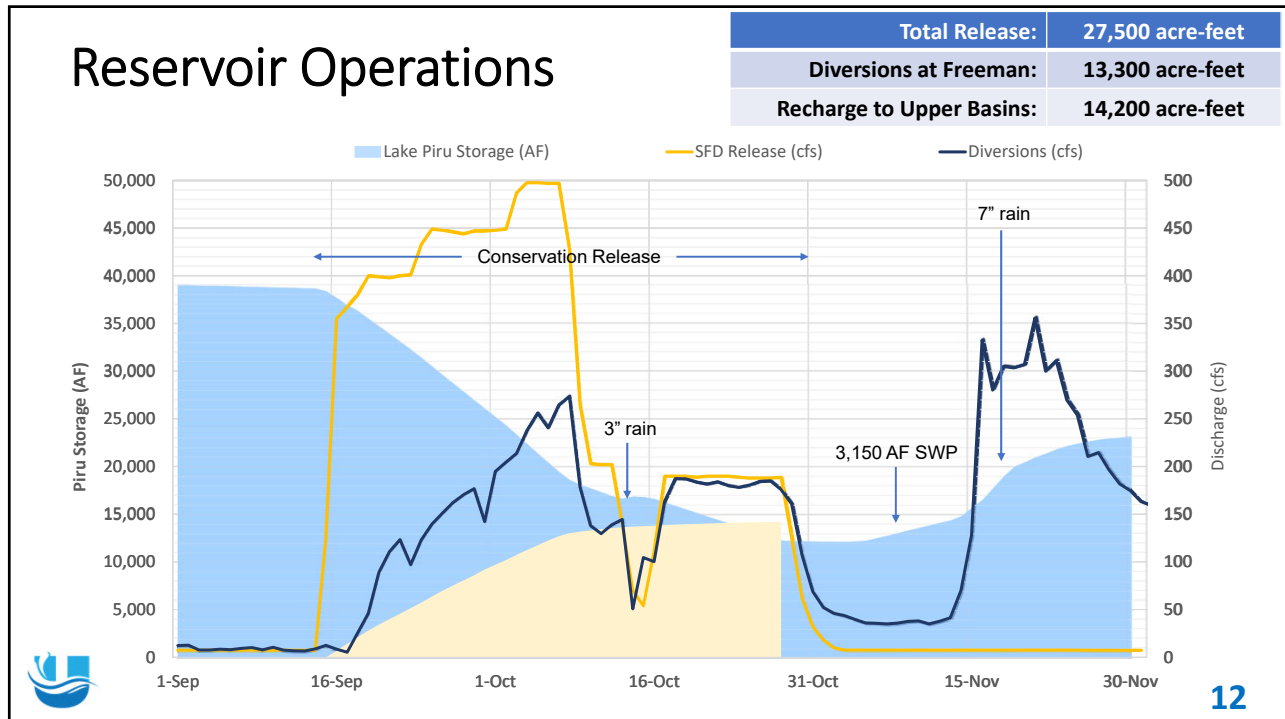 Reservoir Operations
Total Release: 27,500 acre-feet
Diversions at Freeman: 13,300 acre-feet
Recharge to Upper Basins: 14,200 acre-feet
Lake Piru Storage (AF) SFD Release (cfs) Diversions (cfs)
50,000 500
45,000 450
40,000 400
35,000 350
30,000 300
25,000 250
20,000 200
15,000 150
10,000 100
5,000 50
0 0
Piru Storage (AF)
Discharge (cfs)
7” rain
Conservation Release
3” rain
3,150 AF SWP
1-Sep 16-Sep 1-Oct 16-Oct 31-Oct 15-Nov 30-Nov
12